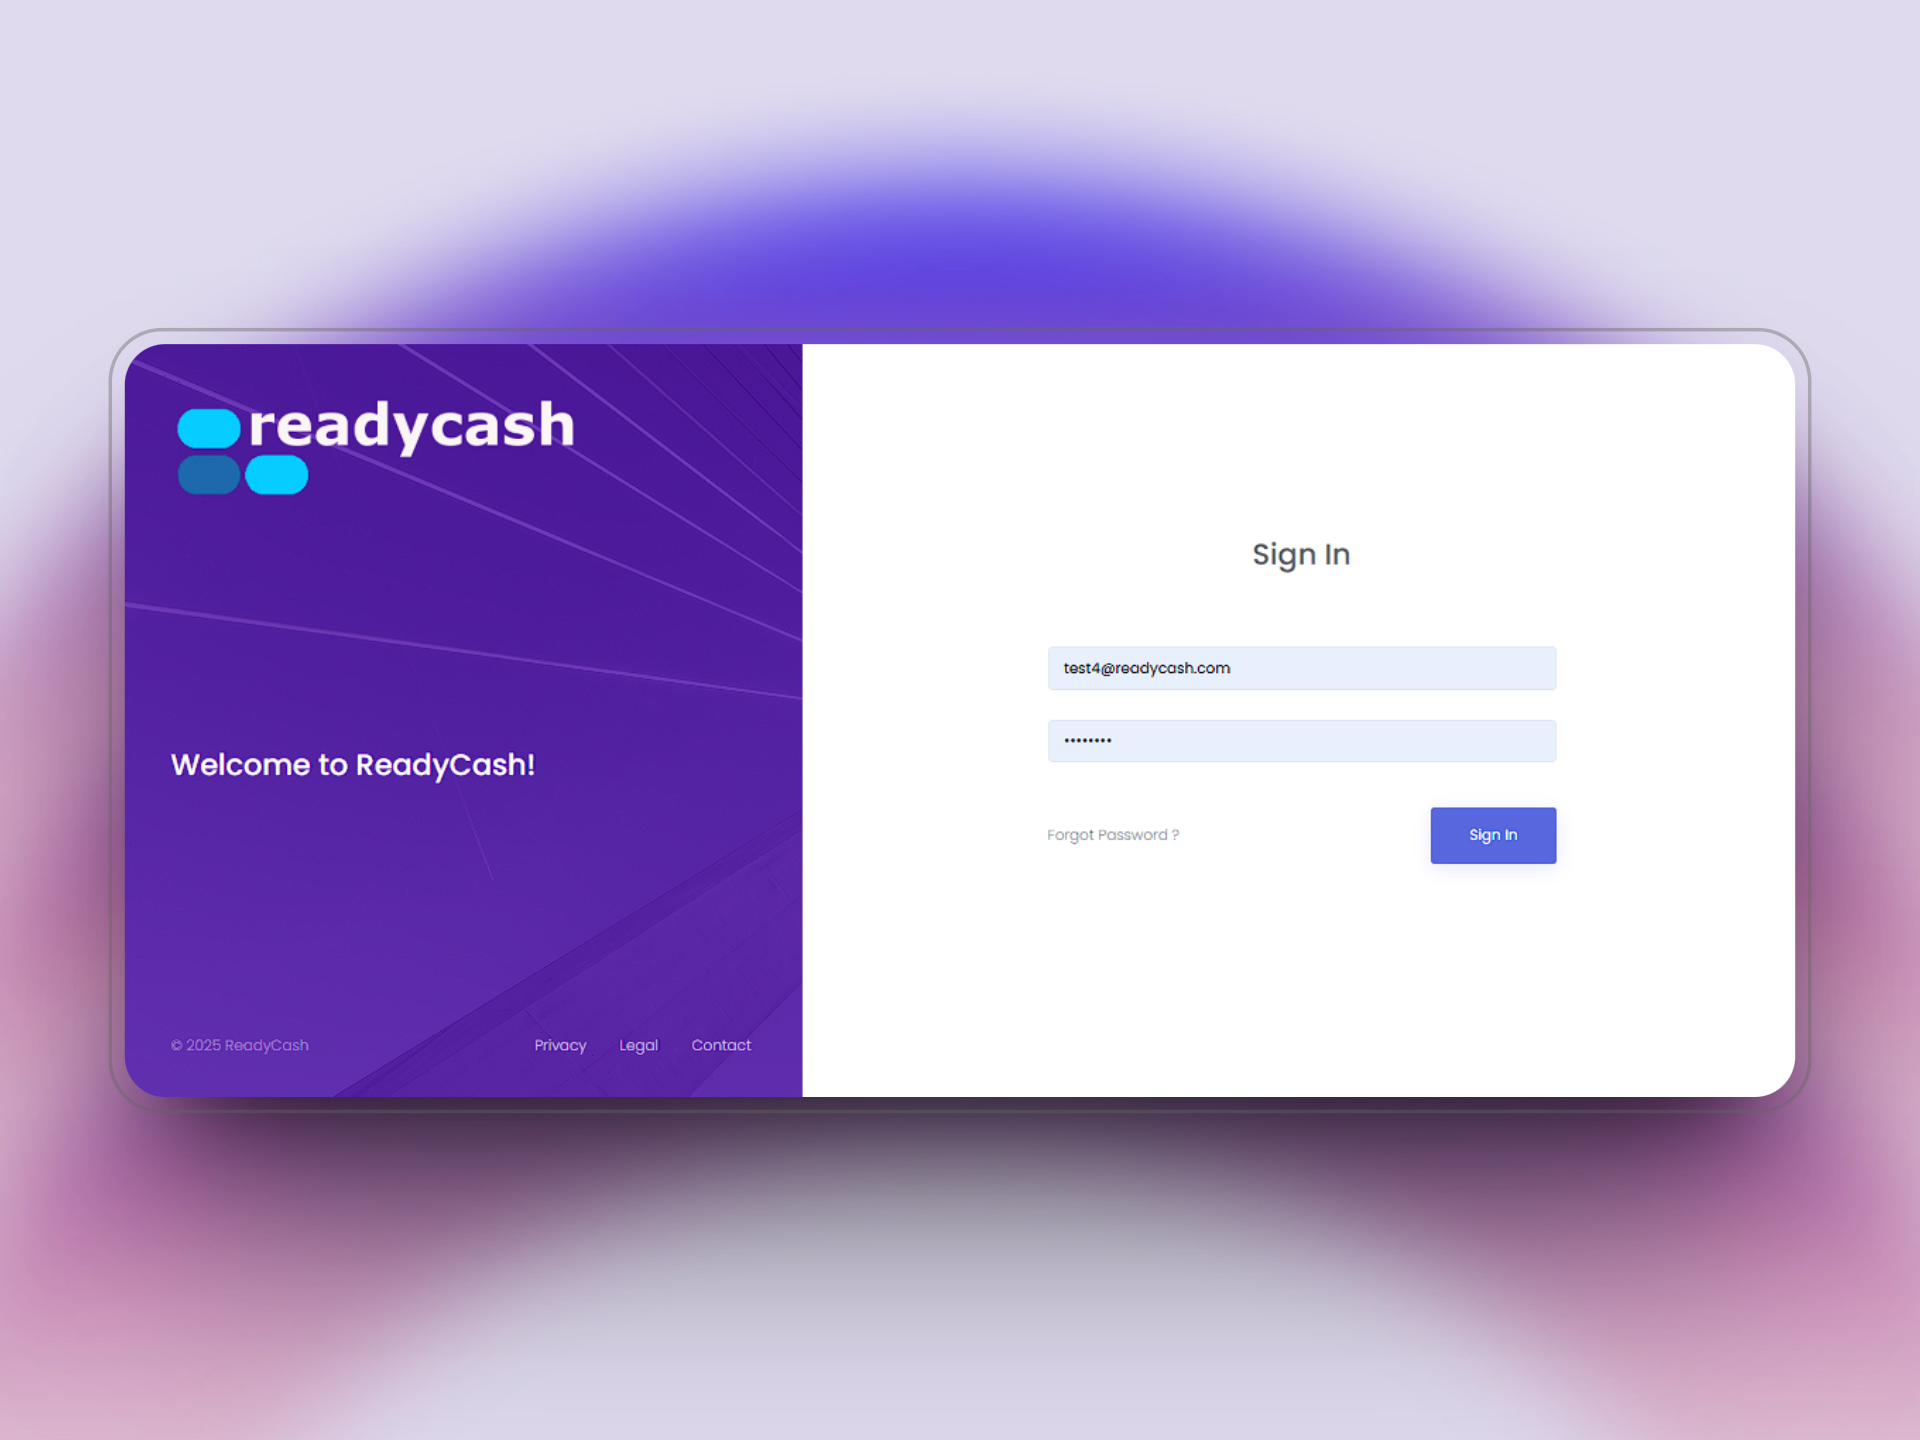 readycash
Welcome to ReadyCash!
© 2025 ReadyCash
Privacy
Legal
Contact
Sign In
test4@readycash.com
••••••••
Forgot Password ?
Sign In